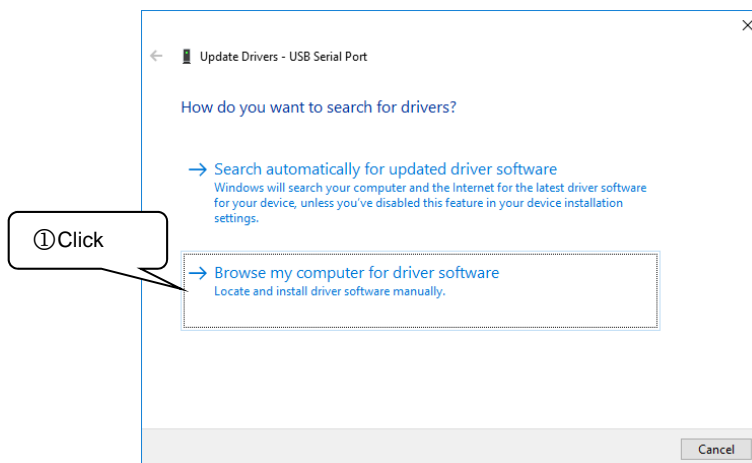 Update Drivers - USB Serial Port
How do you want to search for drivers?
Search automatically for updated driver software
Windows will search your computer and the Internet for the latest driver software
for your device, unless you've disabled this feature in your device installation
settings.
①Click
Browse my computer for driver software
Locate and install driver software manually.
Cancel